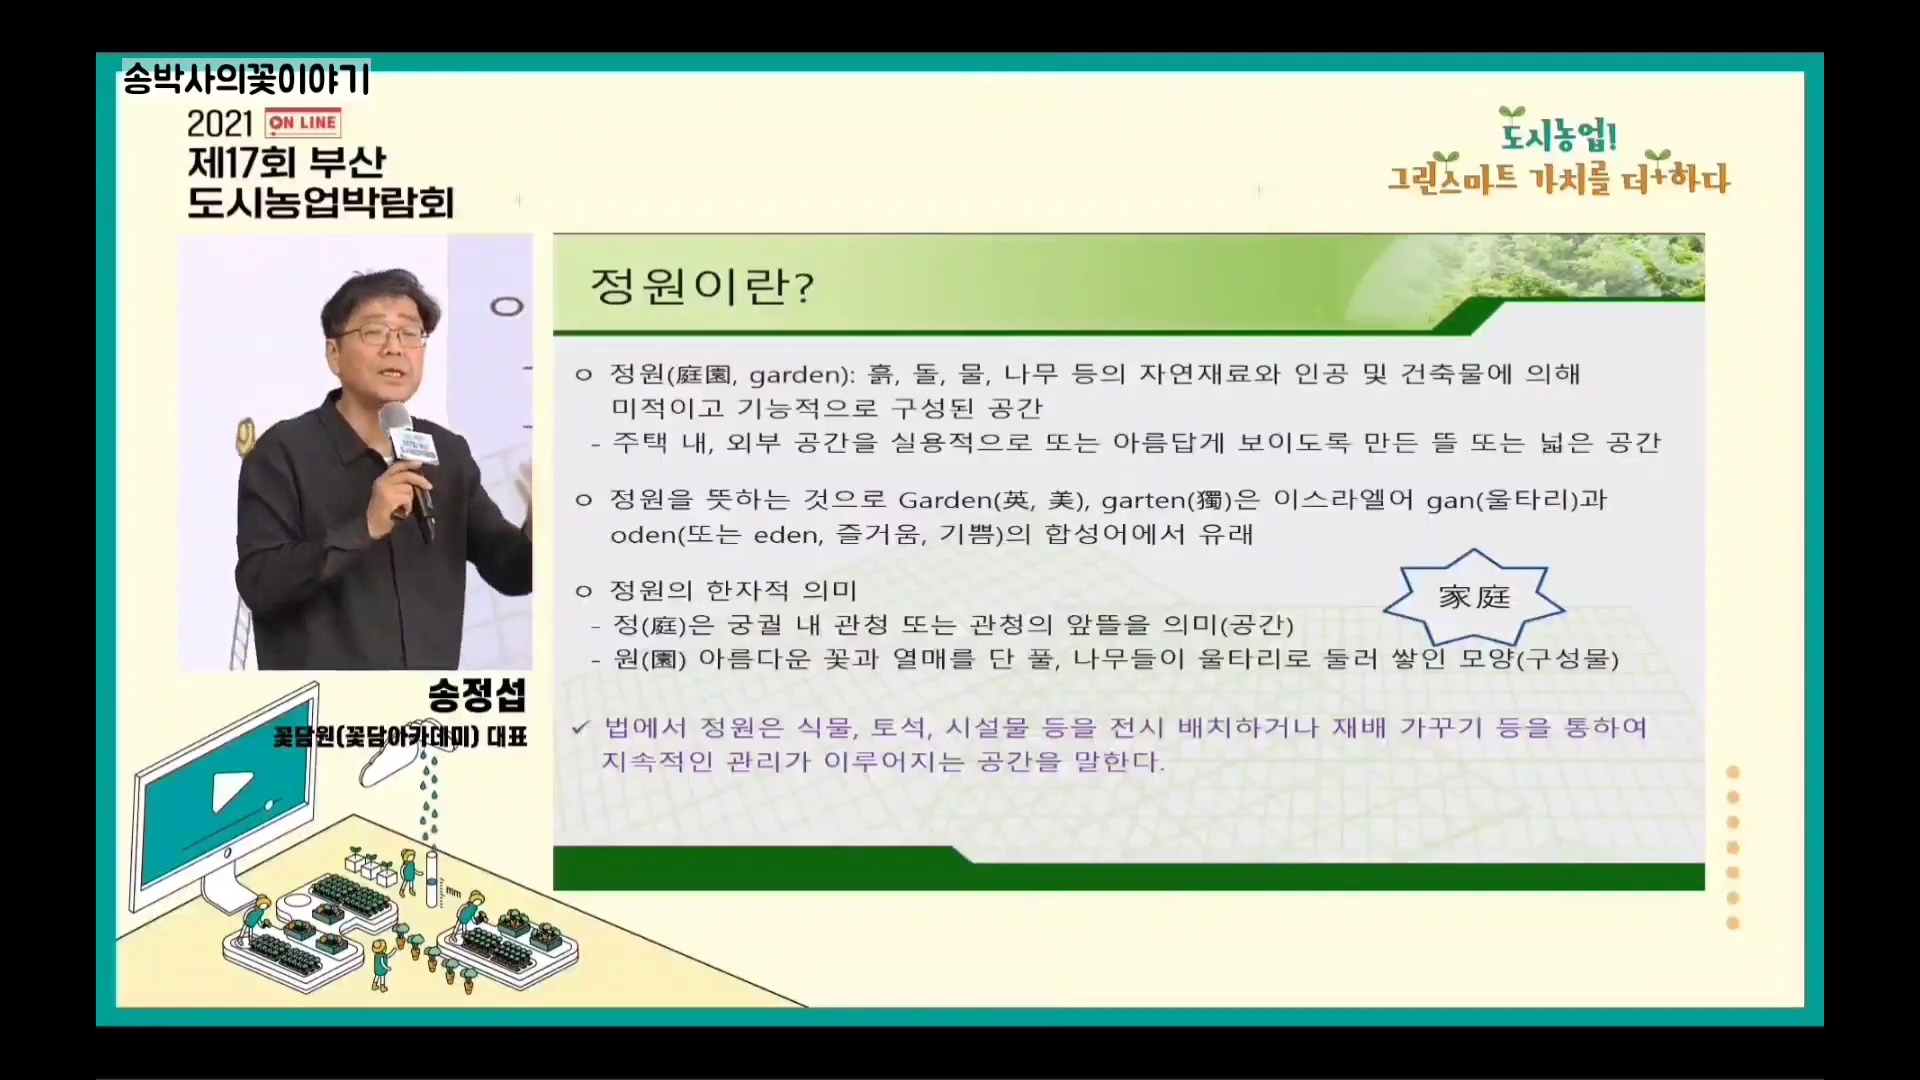 송박사의꽃이야기
2021 ON LINE
제17회 부산
도시농업박람회
도시농업!
그린스마트 가치를 더+하다
정원이란?
ㅇ 정원(庭園, garden): 흙, 돌, 물, 나무 등의 자연재료와 인공 및 건축물에 의해
미적이고 기능적으로 구성된 공간
- 주택 내, 외부 공간을 실용적으로 또는 아름답게 보이도록 만든 뜰 또는 넓은 공간
ㅇ 정원을 뜻하는 것으로 Garden(英, 美), garten(獨)은 이스라엘어 gan(울타리)과
oden(또는 eden, 즐거움, 기쁨)의 합성어에서 유래
ㅇ 정원의 한자적 의미
家庭
- 정(庭)은 궁궐 내 관청 또는 관청의 앞뜰을 의미(공간)
- 원(園) 아름다운 꽃과 열매를 단 풀, 나무들이 울타리로 둘러 쌓인 모양(구성물)
✓ 법에서 정원은 식물, 토석, 시설물 등을 전시 배치하거나 재배 가꾸기 등을 통하여
지속적인 관리가 이루어지는 공간을 말한다.
송정섭
꽃담원(꽃담아카데미) 대표
mm